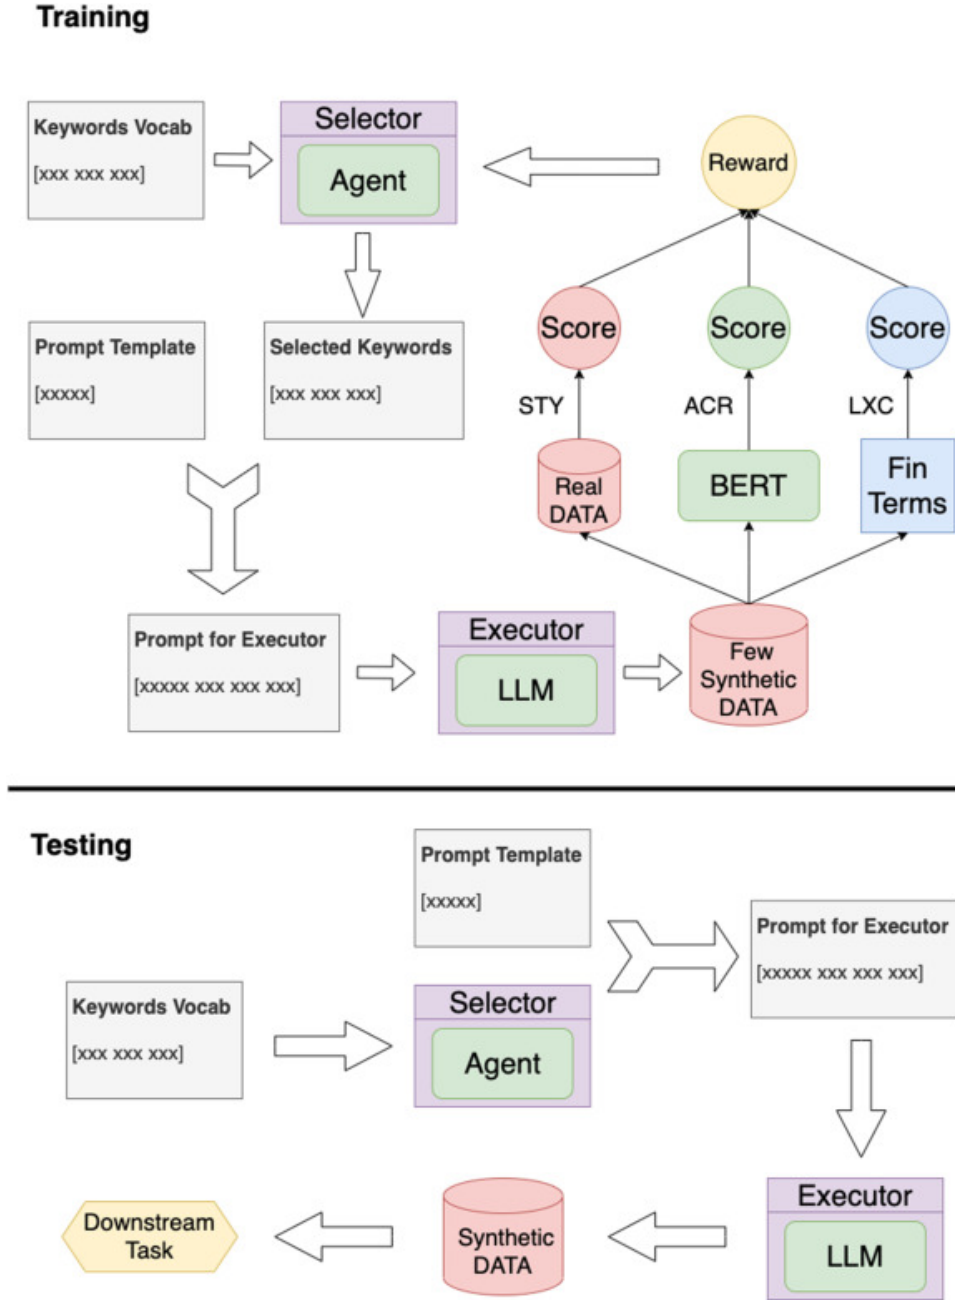 Training
Keywords Vocab
[xxx xxx xxx]
Selector
Agent
Reward
Prompt Template
[xxxxx]
Selected Keywords
[xxx xxx xxx]
Score
Score
Score
STY
ACR
LXC
Real
DATA
BERT
Fin
Terms
Prompt for Executor
[xxxxx xxx xxx xxx]
Executor
LLM
Few
Synthetic
DATA
Testing
Prompt Template
[xxxxx]
Keywords Vocab
[xxx xxx xxx]
Selector
Agent
Prompt for Executor
[xxxxx xxx xxx xxx]
Downstream
Task
Synthetic
DATA
Executor
LLM